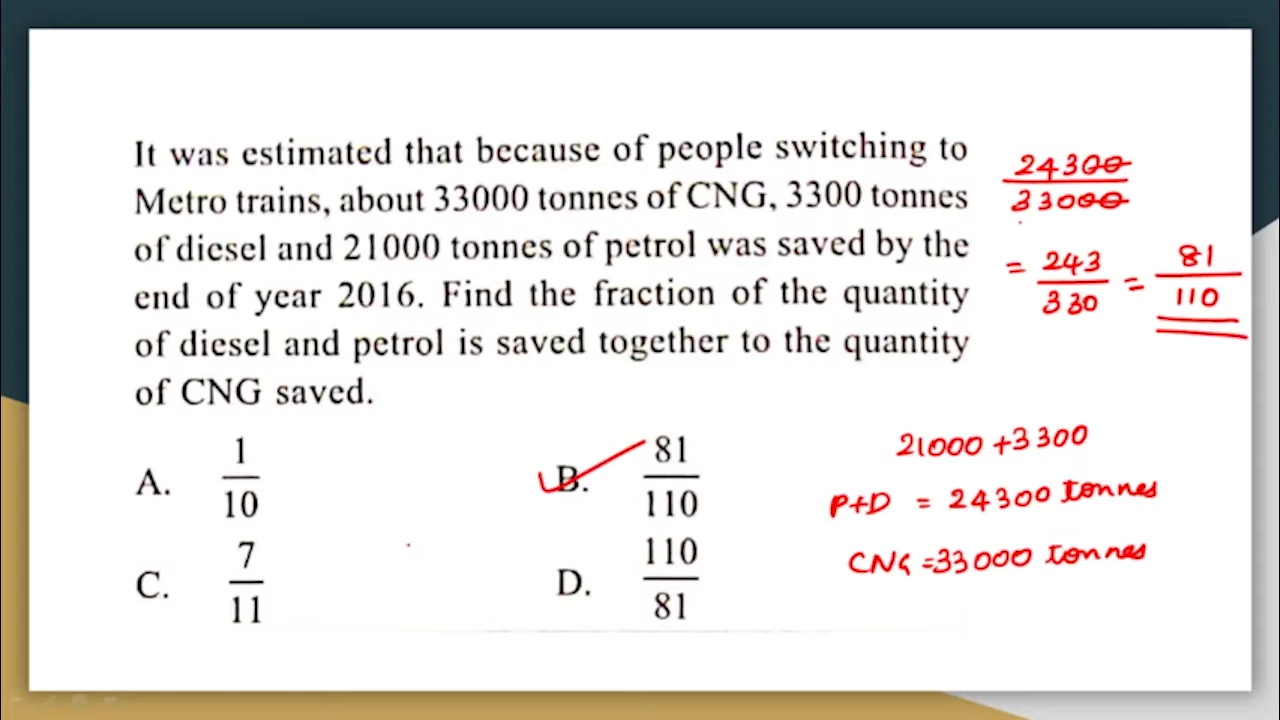 It was estimated that because of people switching to
Metro trains, about 33000 tonnes of CNG, 3300 tonnes
of diesel and 21000 tonnes of petrol was saved by the
end of year 2016. Find the fraction of the quantity
of diesel and petrol is saved together to the quantity
of CNG saved.
A. 1/10
B. 81/110
C. 7/11
D. 110/81
24300/33000
= 243/330 = 81/110
21000 + 3300
P+D = 24300 tonnes
CNG = 33000 tonnes